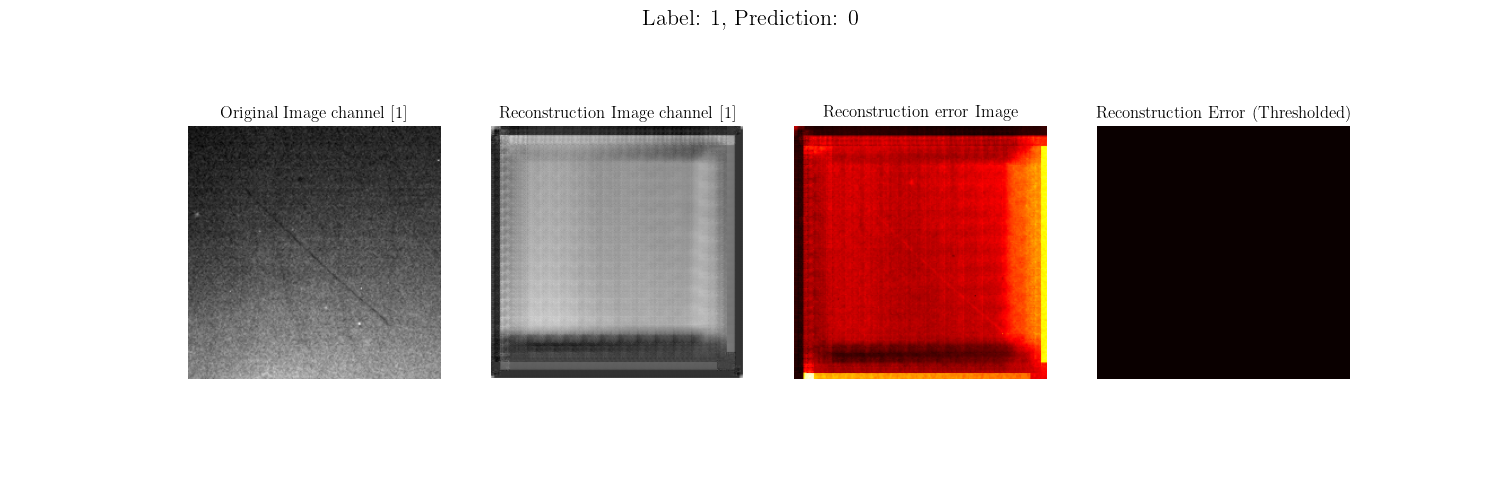 Label: 1, Prediction: 0
Original Image channel [1]
Reconstruction Image channel [1]
Reconstruction error Image
Reconstruction Error (Thresholded)